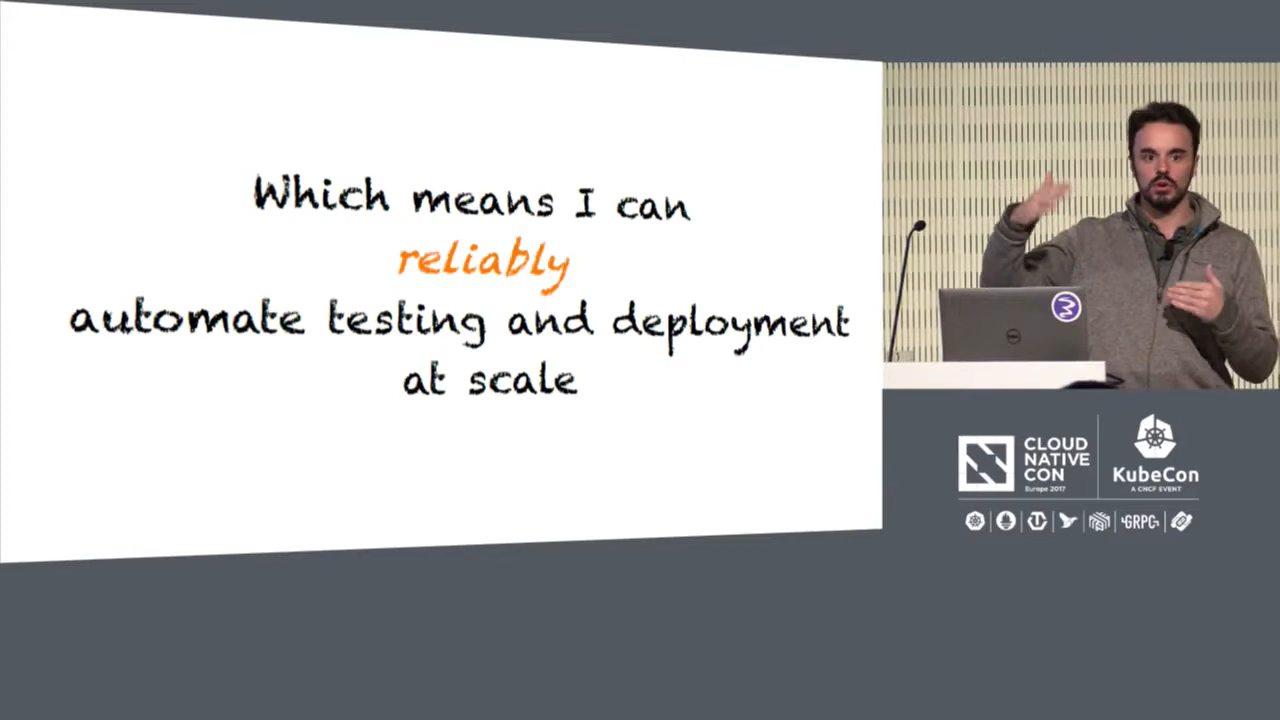 Which means I can
reliably
automate testing and deployment
at scale
CLOUD
NATIVE
CON
Europe 2017
KubeCon
A CNCF EVENT
GRPC
DELL